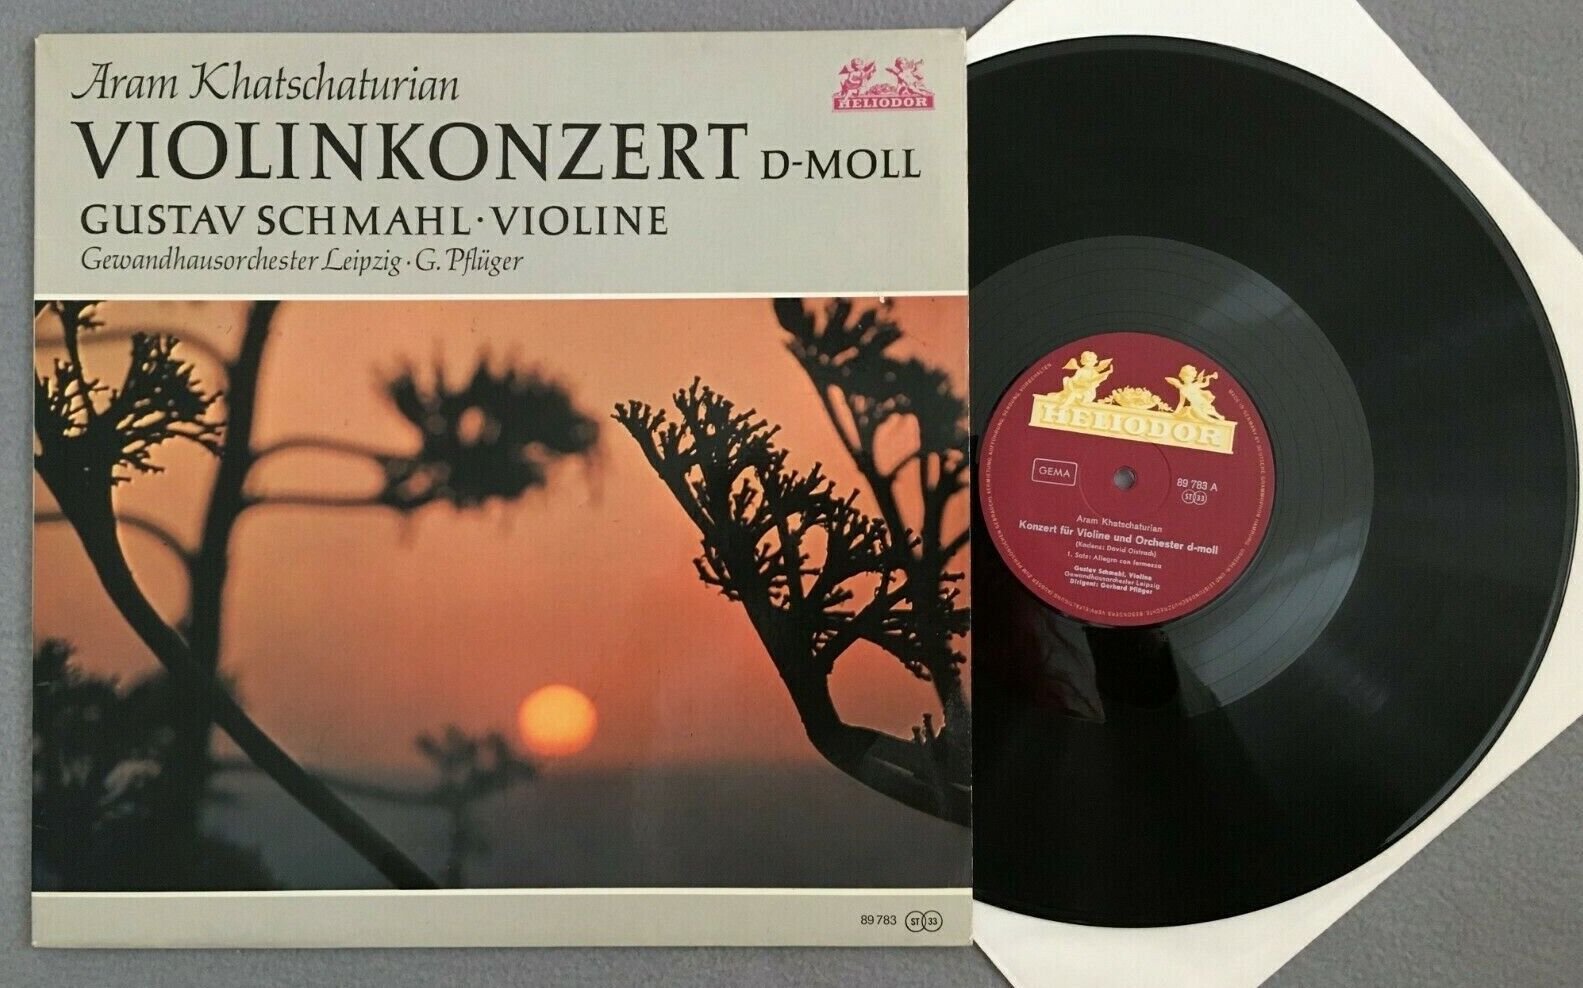 Aram Khatschaturian
HELIODOR
VIOLINKONZERT D-MOLL
GUSTAV SCHMAHL · VIOLINE
Gewandhausorchester Leipzig · G. Pflüger
89 783 ST 33
HELIODOR
GEMA
89 783 A
ST 33
Aram Khatschaturian
Konzert für Violine und Orchester d-moll
(Kadenz: David Oistrach)
1. Satz: Allegro con fermezza
Gustav Schmahl, Violine
Gewandhausorchester Leipzig
Dirigent: Gerhard Pflüger